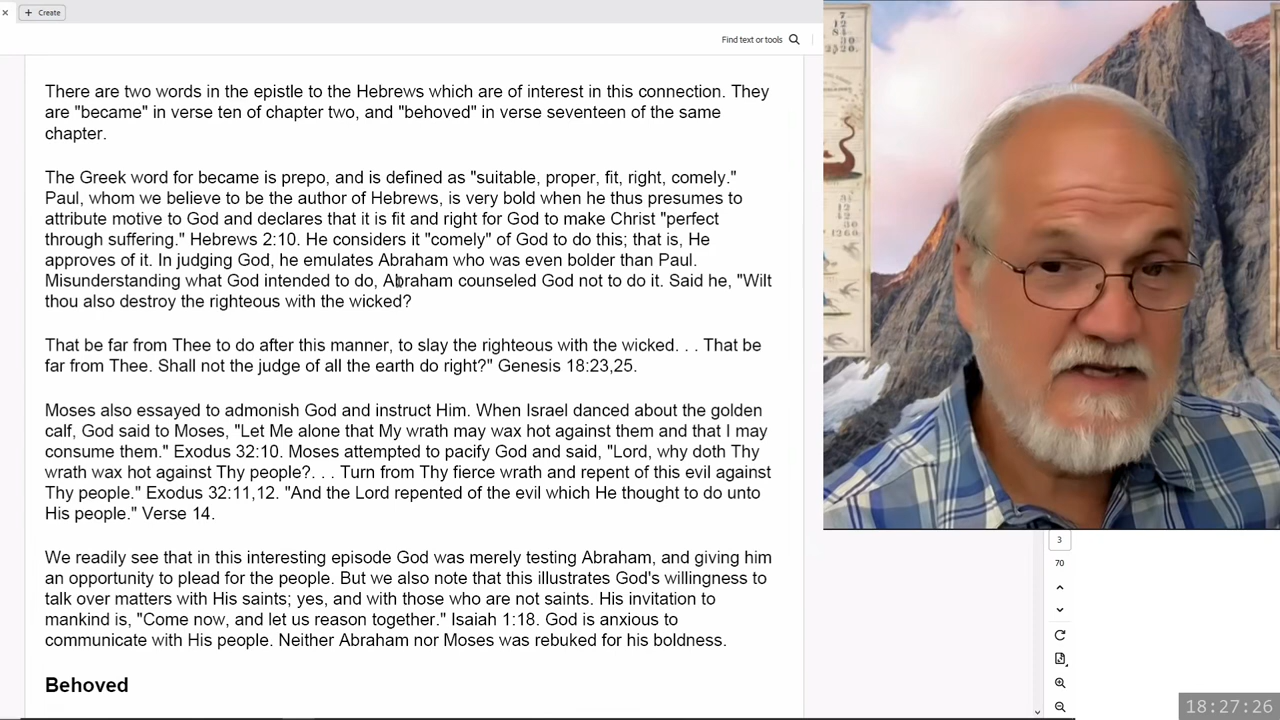 Create
Find text or tools
There are two words in the epistle to the Hebrews which are of interest in this connection. They
are "became" in verse ten of chapter two, and "behoved" in verse seventeen of the same
chapter.
The Greek word for became is prepo, and is defined as "suitable, proper, fit, right, comely."
Paul, whom we believe to be the author of Hebrews, is very bold when he thus presumes to
attribute motive to God and declares that it is fit and right for God to make Christ "perfect
through suffering." Hebrews 2:10. He considers it "comely" of God to do this; that is, He
approves of it. In judging God, he emulates Abraham who was even bolder than Paul.
Misunderstanding what God intended to do, Abraham counseled God not to do it. Said he, "Wilt
thou also destroy the righteous with the wicked?
That be far from Thee to do after this manner, to slay the righteous with the wicked. . . That be
far from Thee. Shall not the judge of all the earth do right?" Genesis 18:23,25.
Moses also essayed to admonish God and instruct Him. When Israel danced about the golden
calf, God said to Moses, "Let Me alone that My wrath may wax hot against them and that I may
consume them." Exodus 32:10. Moses attempted to pacify God and said, "Lord, why doth Thy
wrath wax hot against Thy people?. . . Turn from Thy fierce wrath and repent of this evil against
Thy people." Exodus 32:11,12. "And the Lord repented of the evil which He thought to do unto
His people." Verse 14.
We readily see that in this interesting episode God was merely testing Abraham, and giving him
an opportunity to plead for the people. But we also note that this illustrates God's willingness to
talk over matters with His saints; yes, and with those who are not saints. His invitation to
mankind is, "Come now, and let us reason together." Isaiah 1:18. God is anxious to
communicate with His people. Neither Abraham nor Moses was rebuked for his boldness.
Behoved
7
12
30
2520.
12
42
30
1260
3
70
18:27:26